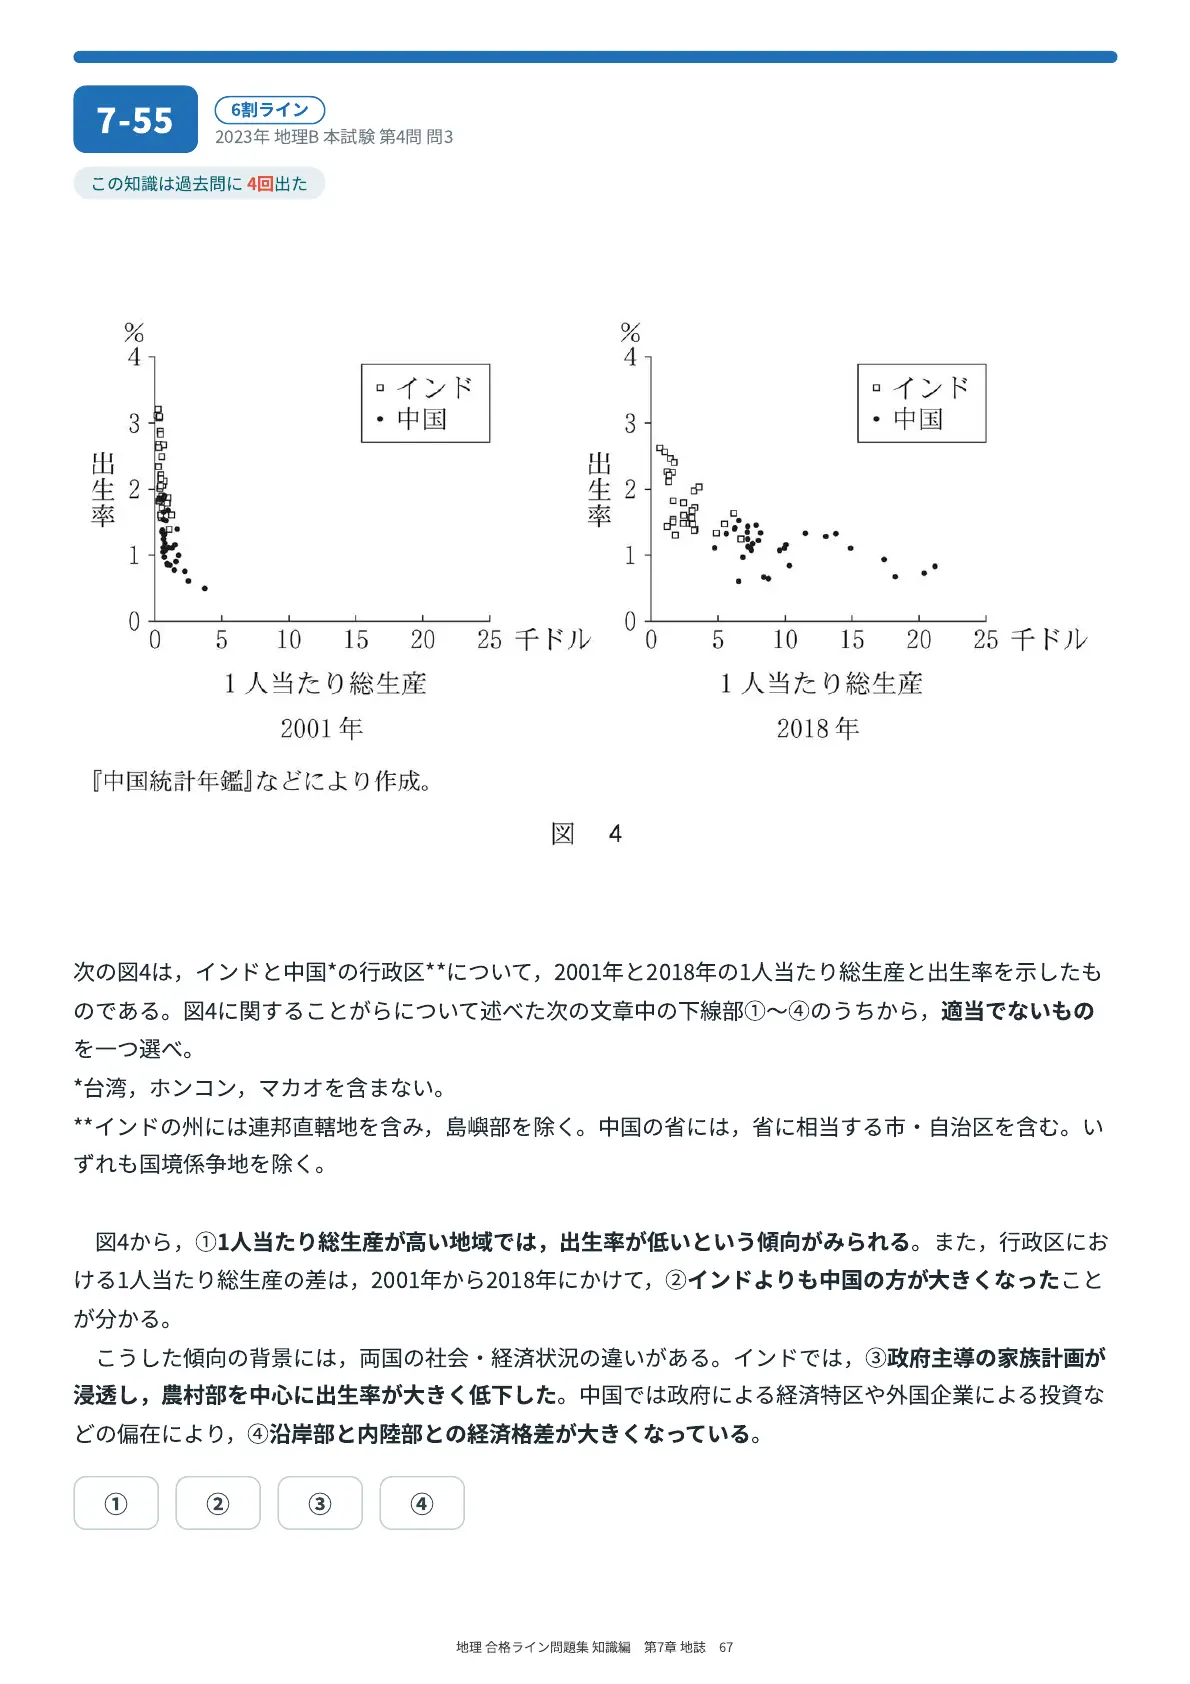 7-55
6割ライン
2023年 地理B 本試験 第4問 問3
この知識は過去問に 4回出た
%
4
3
2
1
0
出生率
インド
中国
0 5 10 15 20 25 千ドル
1人当たり総生産
2001年
%
4
3
2
1
0
出生率
インド
中国
0 5 10 15 20 25 千ドル
1人当たり総生産
2018年
『中国統計年鑑』などにより作成。
図 4
次の図4は，インドと中国*の行政区**について，2001年と2018年の1人当たり総生産と出生率を示したも
のである。図4に関することがらについて述べた次の文章中の下線部①〜④のうちから，適当でないもの
を一つ選べ。
*台湾，ホンコン，マカオを含まない。
**インドの州には連邦直轄地を含み，島嶼部を除く。中国の省には，省に相当する市・自治区を含む。い
ずれも国境係争地を除く。
図4から，①1人当たり総生産が高い地域では，出生率が低いという傾向がみられる。また，行政区にお
ける1人当たり総生産の差は，2001年から2018年にかけて，②インドよりも中国の方が大きくなったこと
が分かる。
こうした傾向の背景には，両国の社会・経済状況の違いがある。インドでは，③政府主導の家族計画が
浸透し，農村部を中心に出生率が大きく低下した。中国では政府による経済特区や外国企業による投資な
どの偏在により，④沿岸部と内陸部との経済格差が大きくなっている。
① ② ③ ④
地理 合格ライン問題集 知識編 第7章 地誌 67